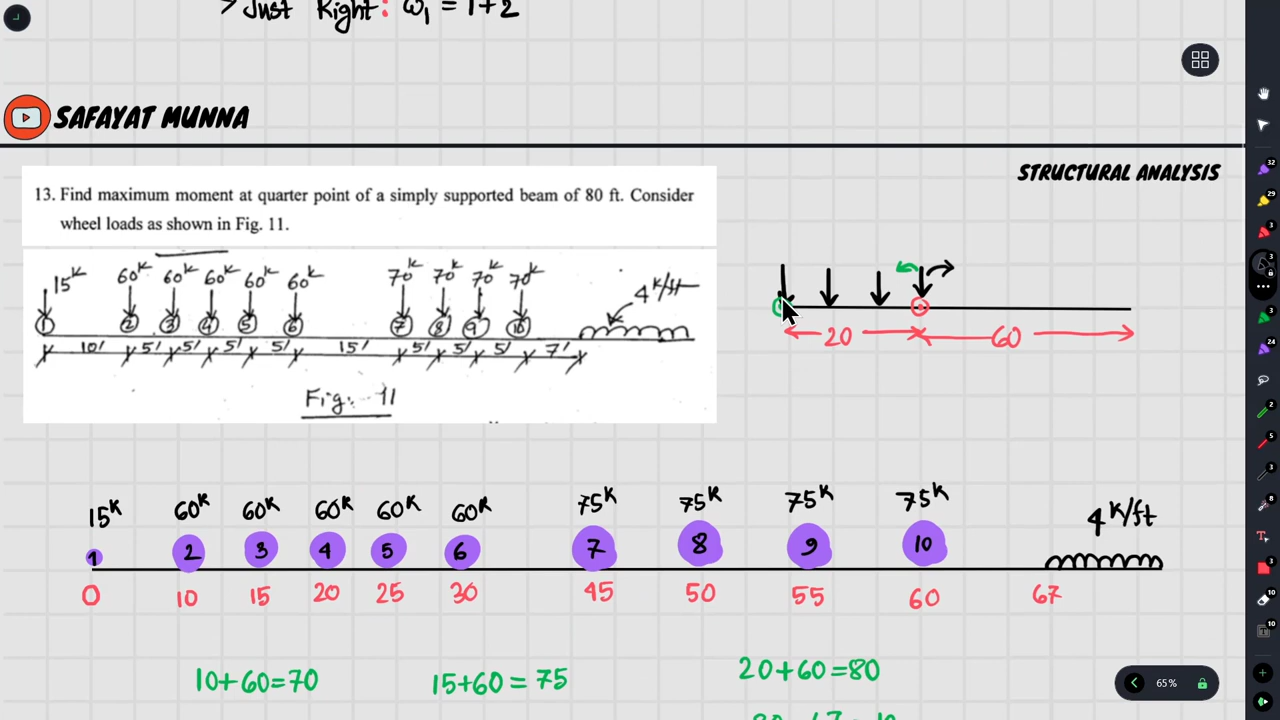 > Just Right: ω₁ = 1+2
SAFAYAT MUNNA
STRUCTURAL ANALYSIS
13. Find maximum moment at quarter point of a simply supported beam of 80 ft. Consider
wheel loads as shown in Fig. 11.
15ᴷ 60ᴷ 60ᴷ 60ᴷ 60ᴷ 60ᴷ 70ᴷ 70ᴷ 70ᴷ 70ᴷ 4ᴷ/ft
1 2 3 4 5 6 7 8 9 10
10' 5' 5' 5' 5' 15' 5' 5' 5' 7'
Fig:- 11
20 60
15ᴷ 60ᴷ 60ᴷ 60ᴷ 60ᴷ 60ᴷ 75ᴷ 75ᴷ 75ᴷ 75ᴷ 4ᴷ/ft
1 2 3 4 5 6 7 8 9 10
0 10 15 20 25 30 45 50 55 60 67
10+60=70 15+60=75 20+60=80
65%